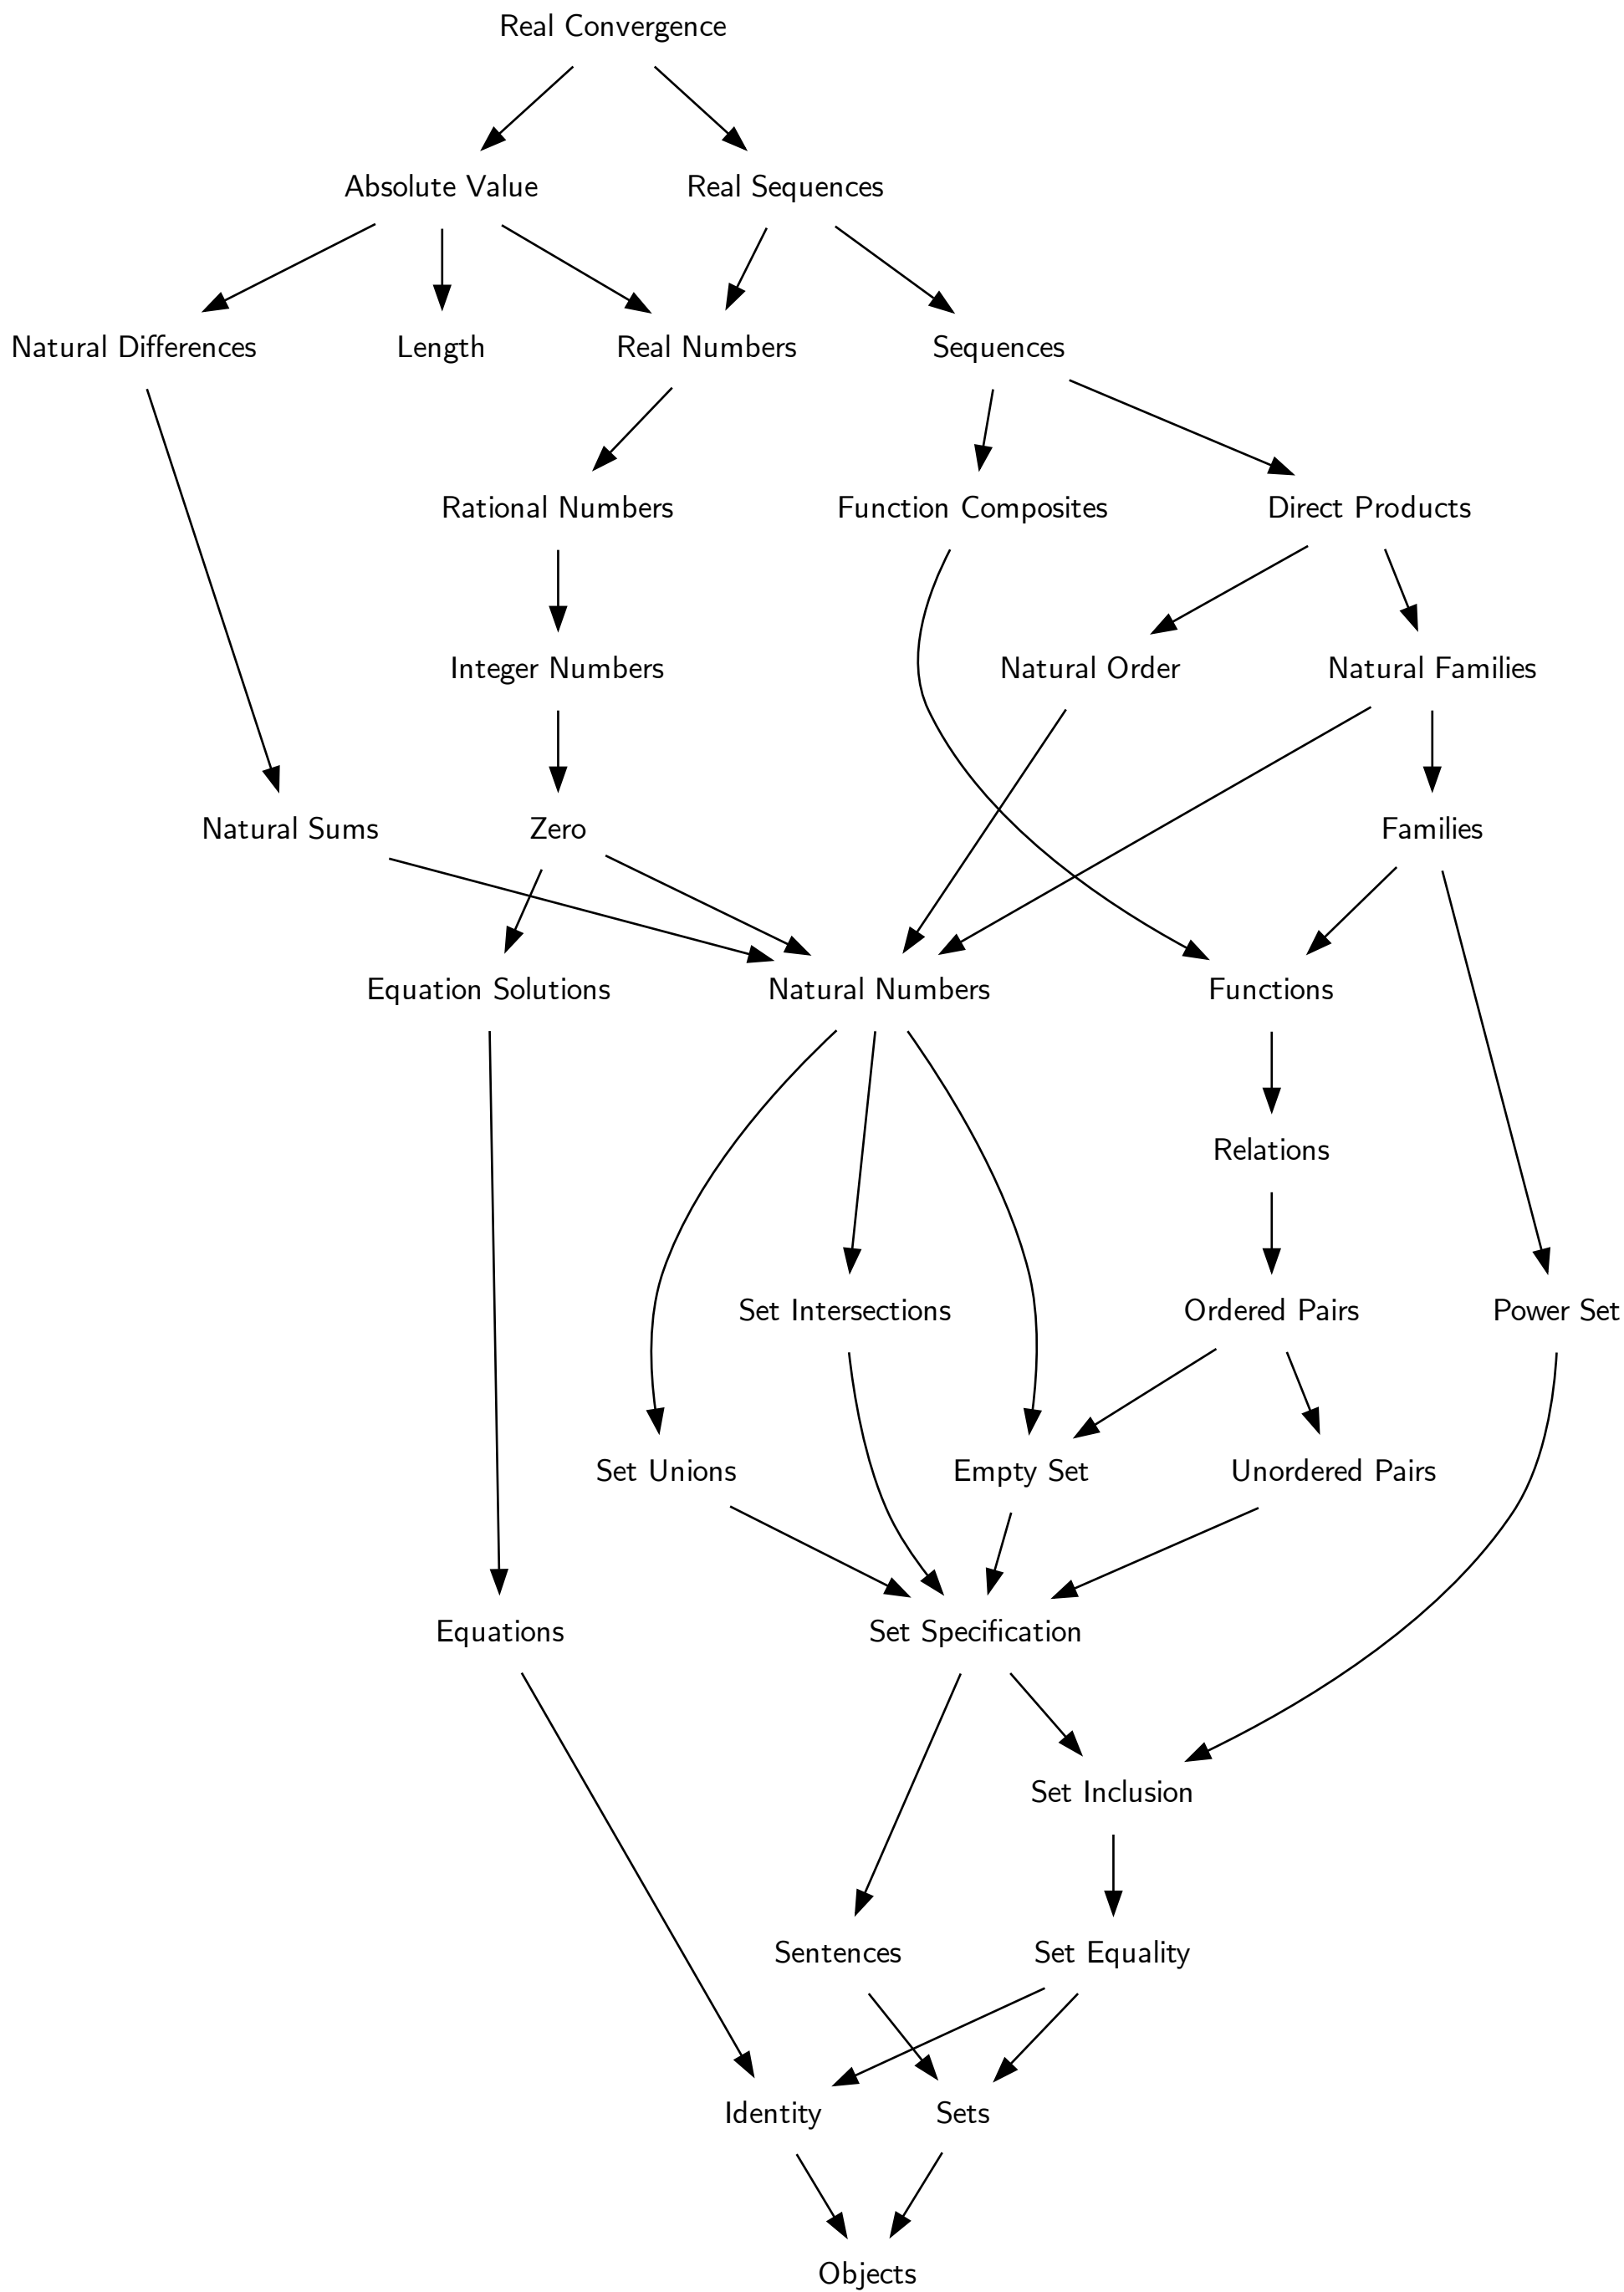 Real Convergence
Absolute Value
Real Sequences
Natural Differences
Length
Real Numbers
Sequences
Rational Numbers
Function Composites
Direct Products
Integer Numbers
Natural Order
Natural Families
Natural Sums
Zero
Families
Equation Solutions
Natural Numbers
Functions
Relations
Set Intersections
Ordered Pairs
Power Set
Set Unions
Empty Set
Unordered Pairs
Equations
Set Specification
Set Inclusion
Sentences
Set Equality
Identity
Sets
Objects